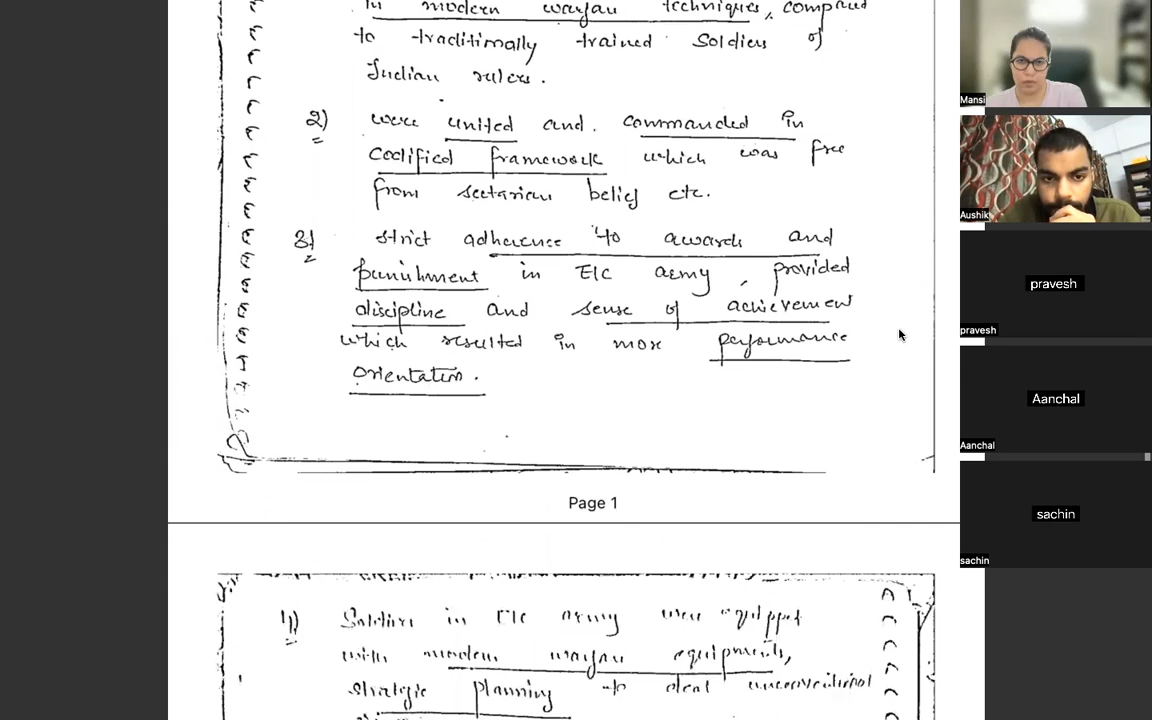 in modern warfare techniques, compared
to traditionally trained Soldiers of
Indian rulers.
2) were united and commanded in
codified framework which was free
from sectarian belief etc.
3) strict adherence to awards and
punishment in EIC army, provided
discipline and sense of achievement
which resulted in more performance
orientation.
Page 1
4) Soldiers in EIC army were equipped
with modern warfare equipments,
strategic planning to deal unconventional
Mansi
Aushik
pravesh
pravesh
Aanchal
Aanchal
sachin
sachin